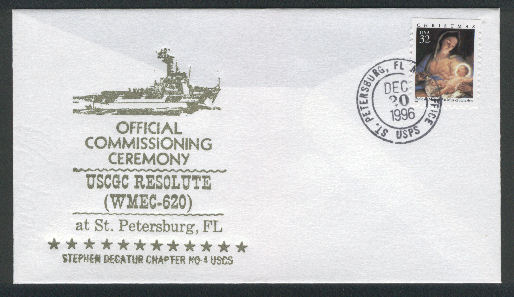 CHRISTMAS
USA
32
ST. PETERSBURG, FL OFFICE
DEC
20
1996
USPS
OFFICIAL
COMMISSIONING
CEREMONY
USCGC RESOLUTE
(WMEC-620)
at St. Petersburg, FL
STEPHEN DECATUR CHAPTER NO 4 USCS